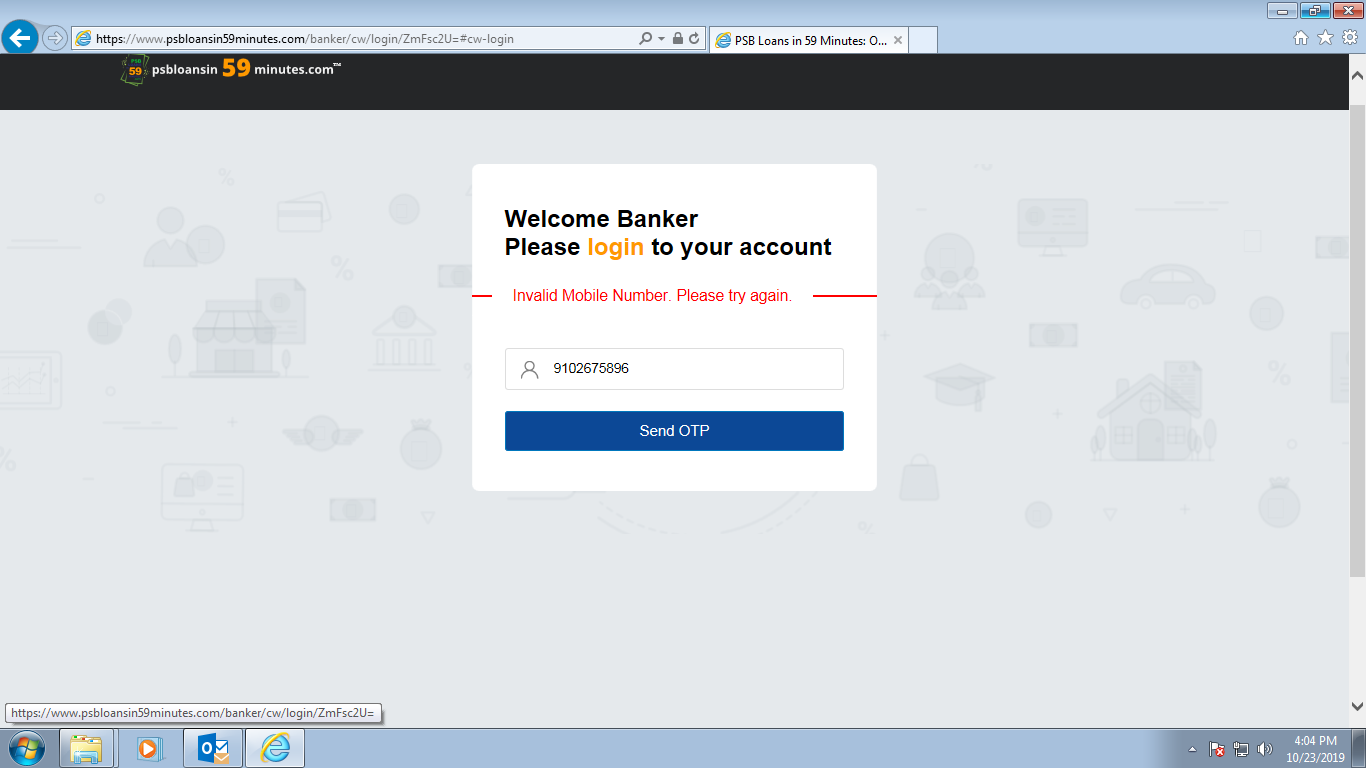 https://www.psbloansin59minutes.com/banker/cw/login/ZmFsc2U=#cw-login
PSB Loans in 59 Minutes: O...
PSB
59
psbloansin 59 minutes.com™
Welcome Banker
Please login to your account
Invalid Mobile Number. Please try again.
9102675896
Send OTP
https://www.psbloansin59minutes.com/banker/cw/login/ZmFsc2U=
4:04 PM
10/23/2019